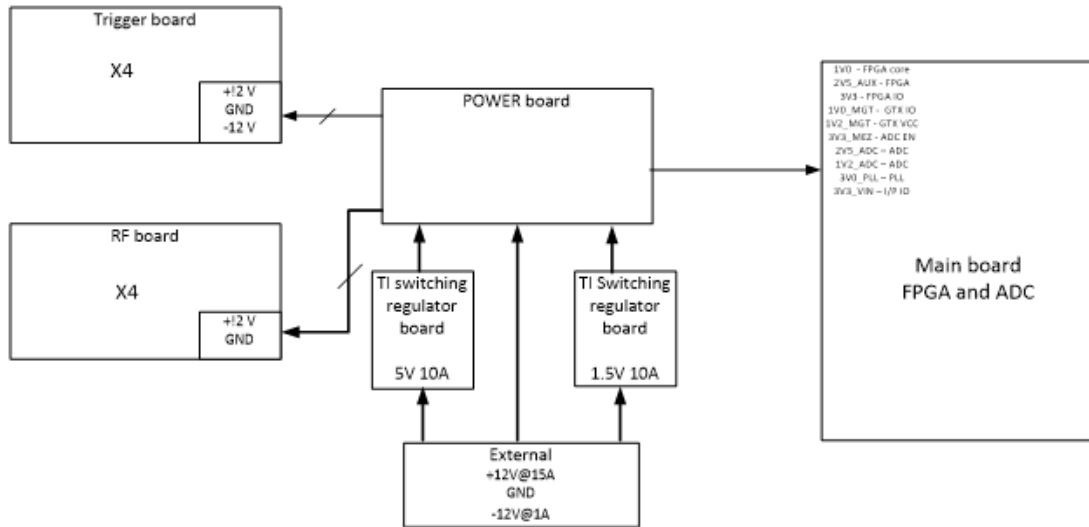 Trigger board
X4
+!2 V
GND
-12 V
RF board
X4
+!2 V
GND
POWER board
TI switching
regulator
board
5V 10A
TI Switching
regulator
board
1.5V 10A
External
+12V@15A
GND
-12V@1A
1V0 - FPGA core
2V5_AUX - FPGA
3V3 - FPGA IO
1V0_MGT - GTX IO
1V2_MGT - GTX VCC
3V3_MEZ - ADC EN
2V5_ADC – ADC
1V2_ADC – ADC
3V0_PLL – PLL
3V3_VIN – I/P IO
Main board
FPGA and ADC